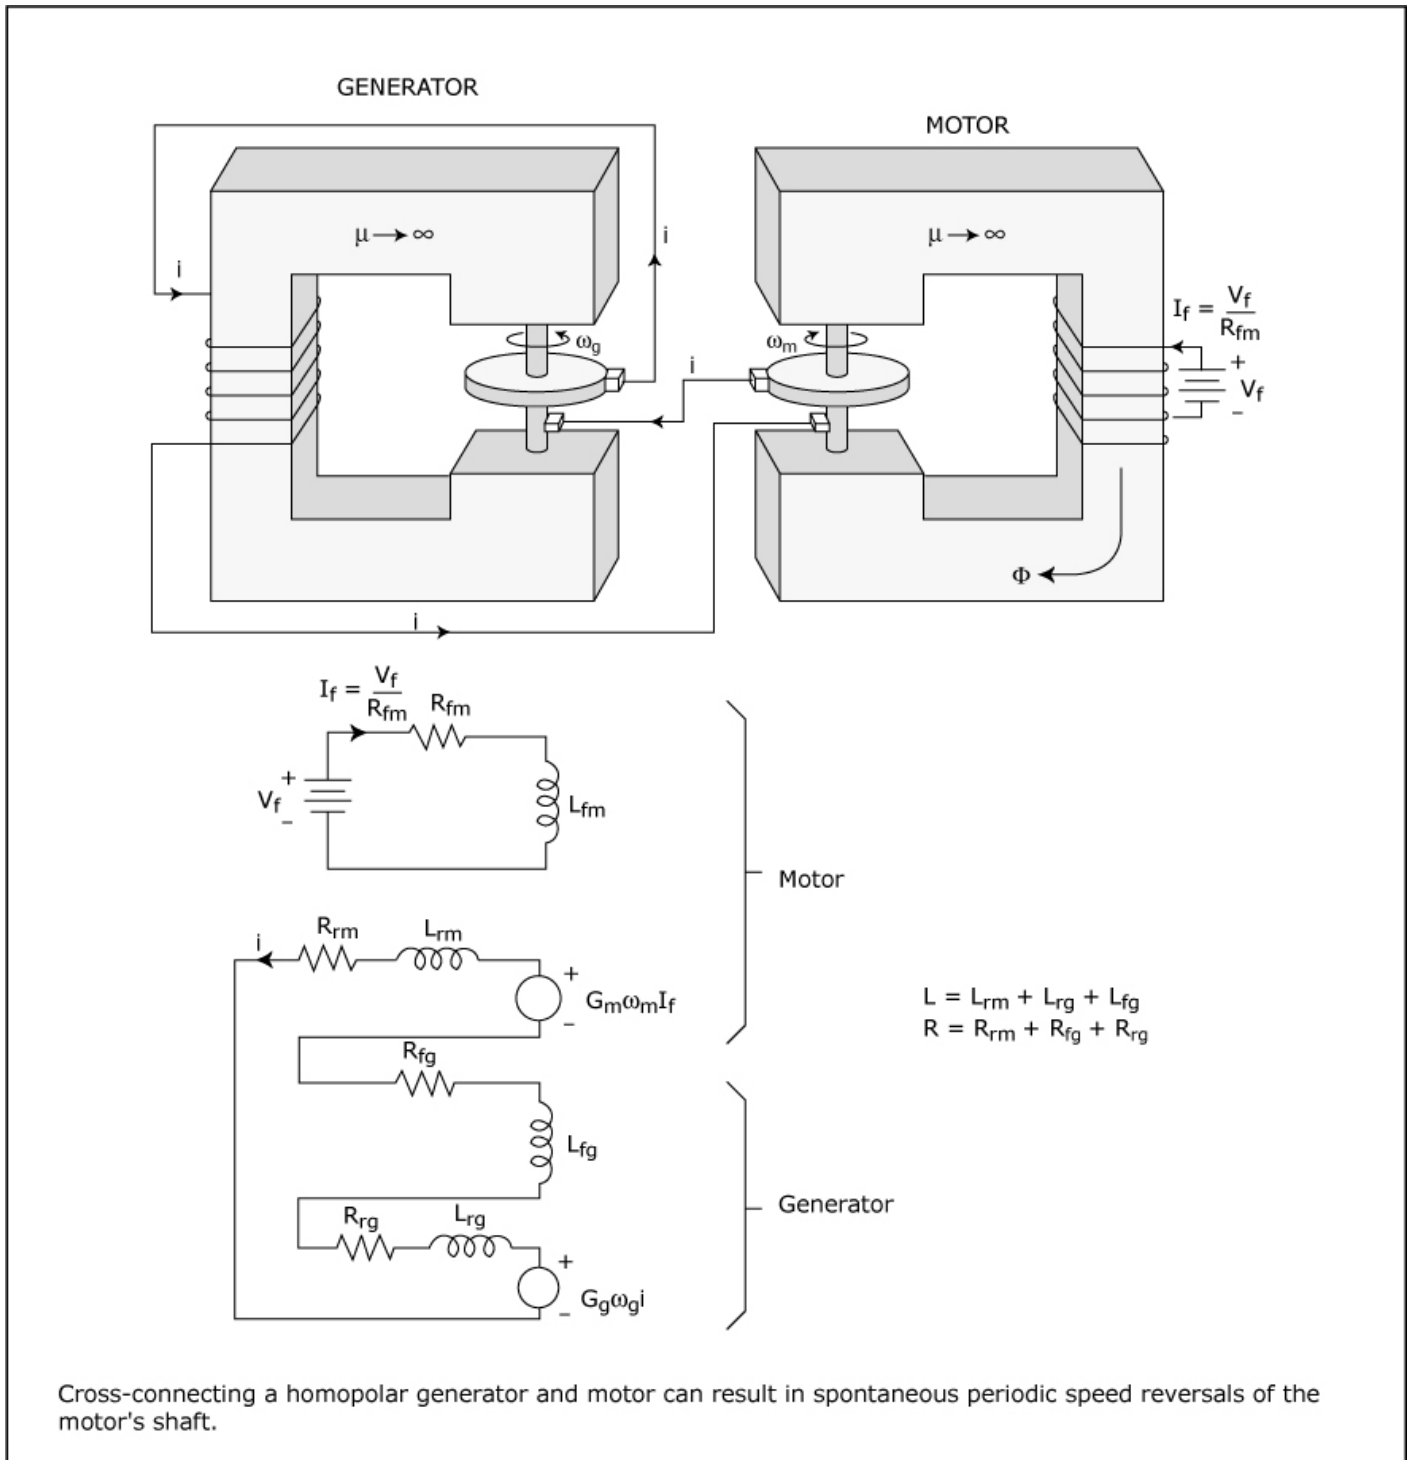 GENERATOR
MOTOR
μ → ∞
μ → ∞
i
i
I_f = V_f / R_fm
ω_g
ω_m
i
+
V_f
−
Φ
i
I_f = V_f / R_fm
R_fm
+
V_f
−
L_fm
Motor
i
R_rm
L_rm
+
G_mω_mI_f
−
L = L_rm + L_rg + L_fg
R = R_rm + R_fg + R_rg
R_fg
L_fg
Generator
R_rg
L_rg
+
G_gω_gi
−
Cross-connecting a homopolar generator and motor can result in spontaneous periodic speed reversals of the
motor's shaft.